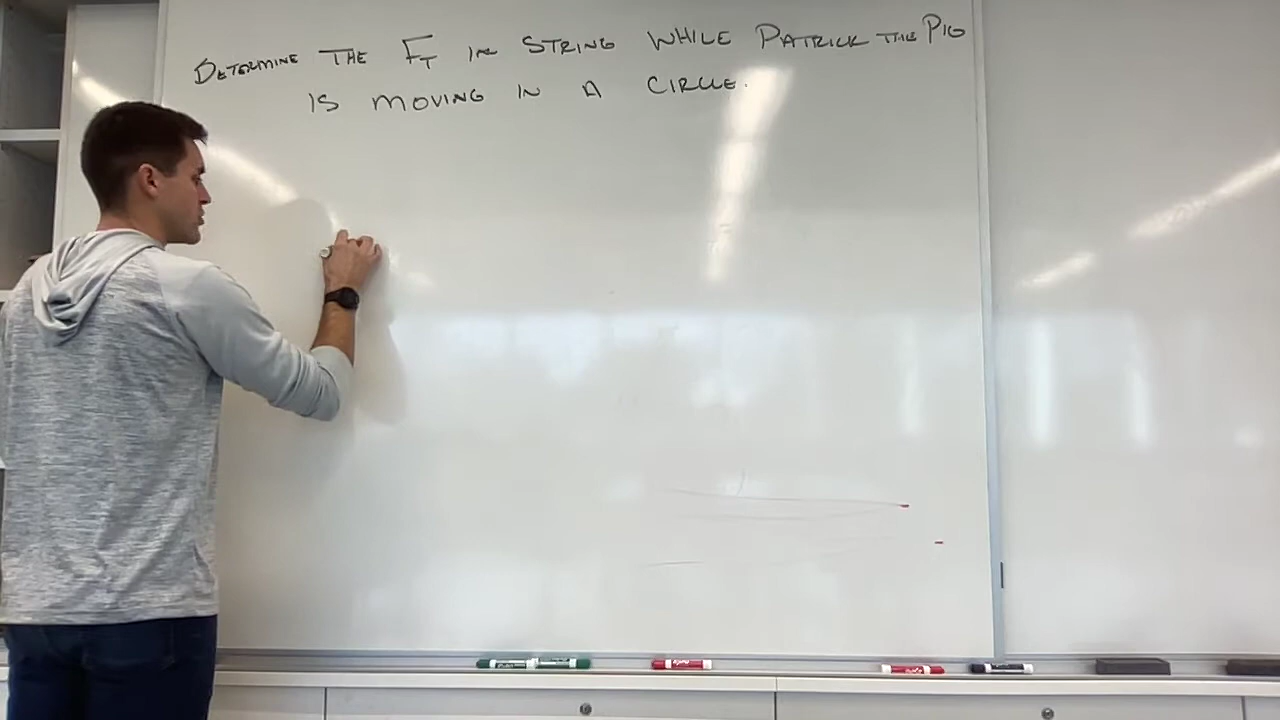 DETERMINE THE FT IN STRING WHILE PATRICK THE PIG
IS MOVING IN A CIRCLE.